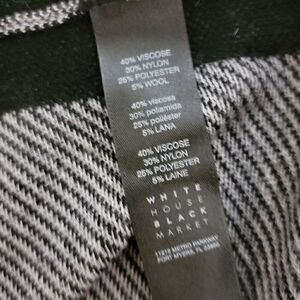 40% VISCOSE
30% NYLON
25% POLYESTER
5% WOOL
40% viscosa
30% poliamida
25% poliéster
5% LANA
40% VISCOSE
30% NYLON
25% POLYESTER
5% LAINE
WHITE
HOUSE
BLACK
MARKET
11215 METRO PARKWAY
FORT MYERS, FL 33966